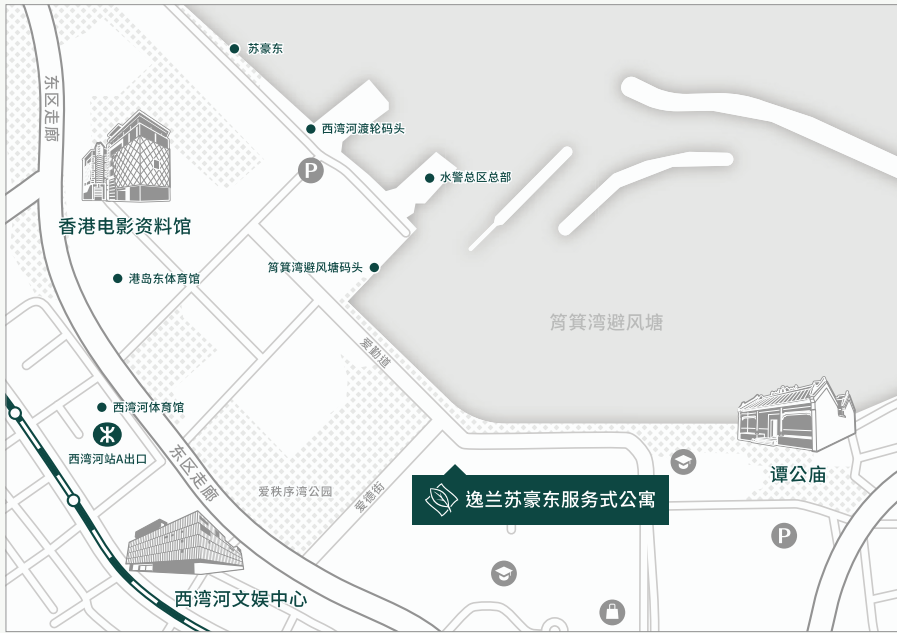 苏豪东
东区走廊
西湾河渡轮码头
P
水警总区总部
香港电影资料馆
筲箕湾避风塘码头
港岛东体育馆
筲箕湾避风塘
爱勤道
西湾河体育馆
西湾河站A出口
东区走廊
谭公庙
爱秩序湾公园
爱德街
逸兰苏豪东服务式公寓
P
西湾河文娱中心